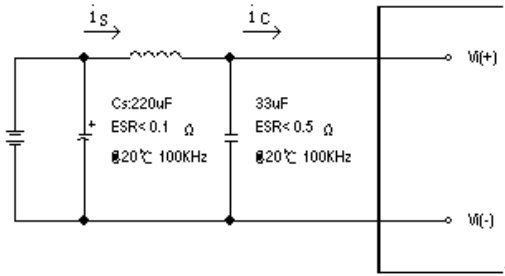 is
ic
Vi(+)
Cs:220uF
ESR<0.1 Ω
@20℃ 100KHz
33uF
ESR<0.5 Ω
@20℃ 100KHz
+
Vi(-)